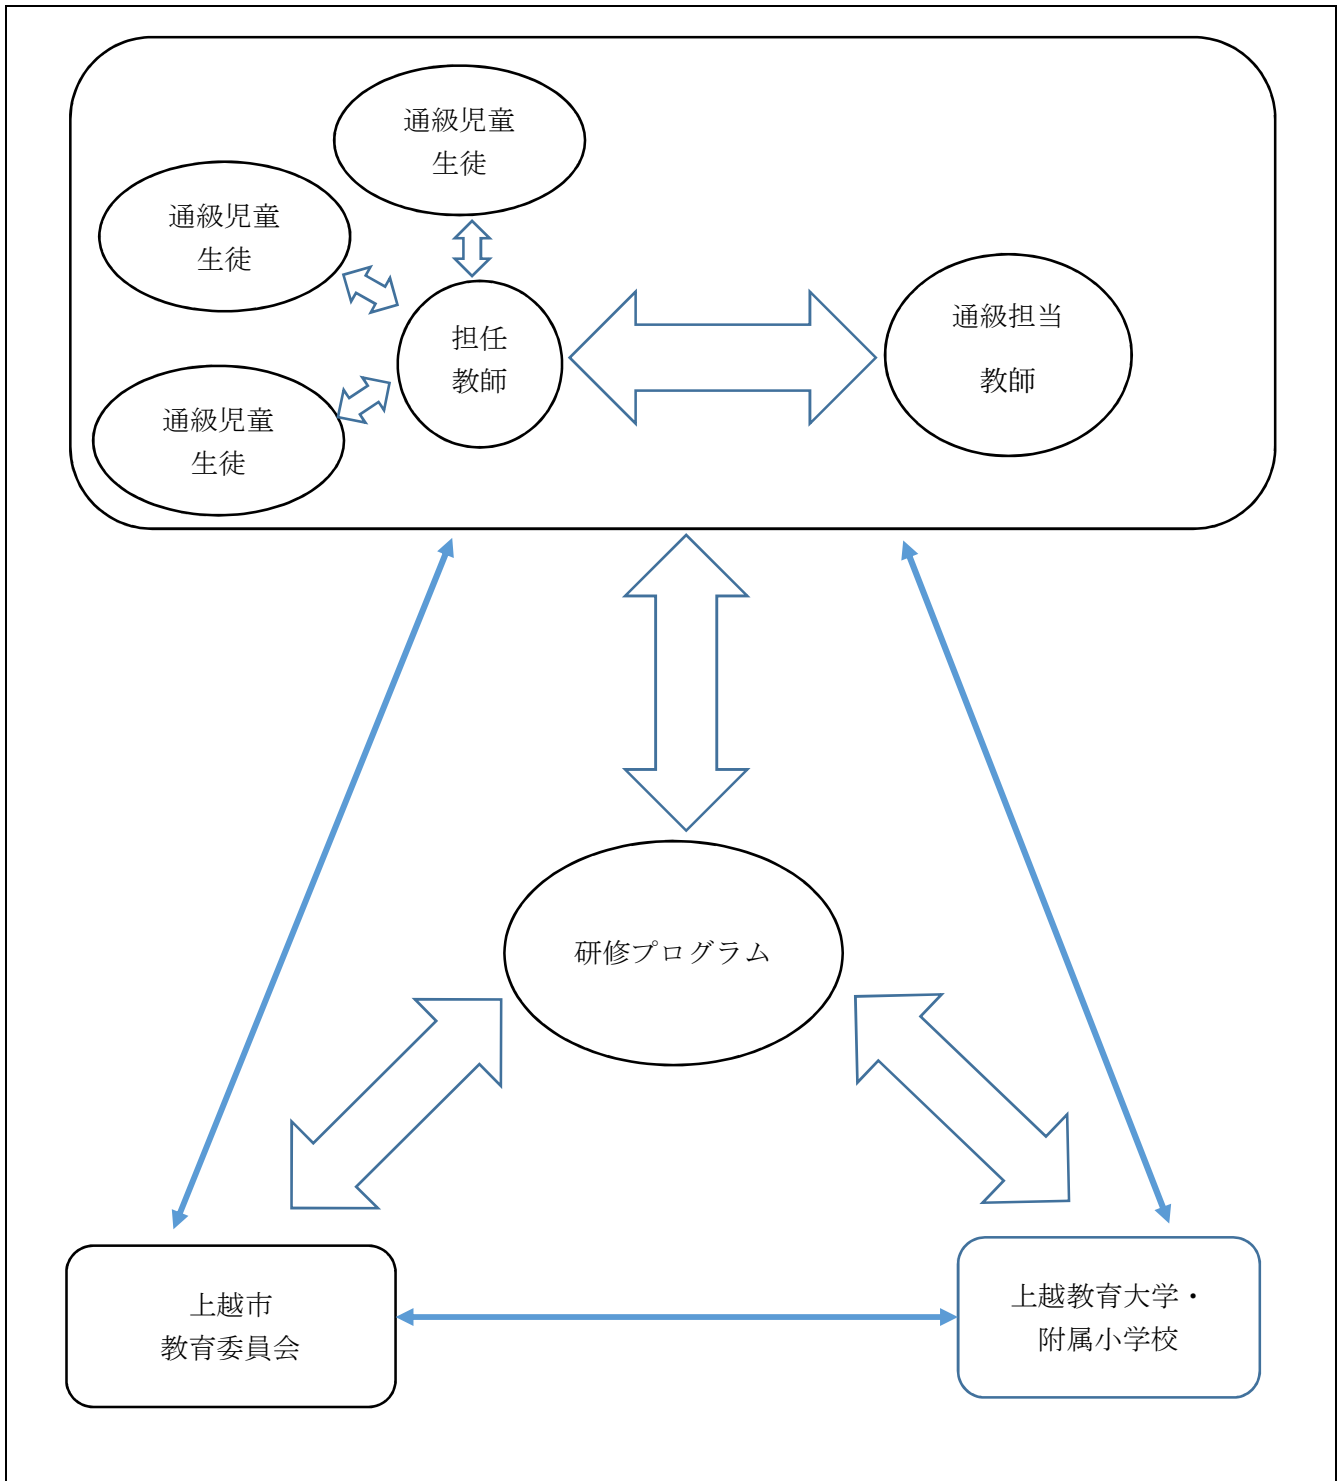 通級児童
生徒
通級児童
生徒
通級児童
生徒
担任
教師
通級担当
教師
研修プログラム
上越市
教育委員会
上越教育大学・
附属小学校